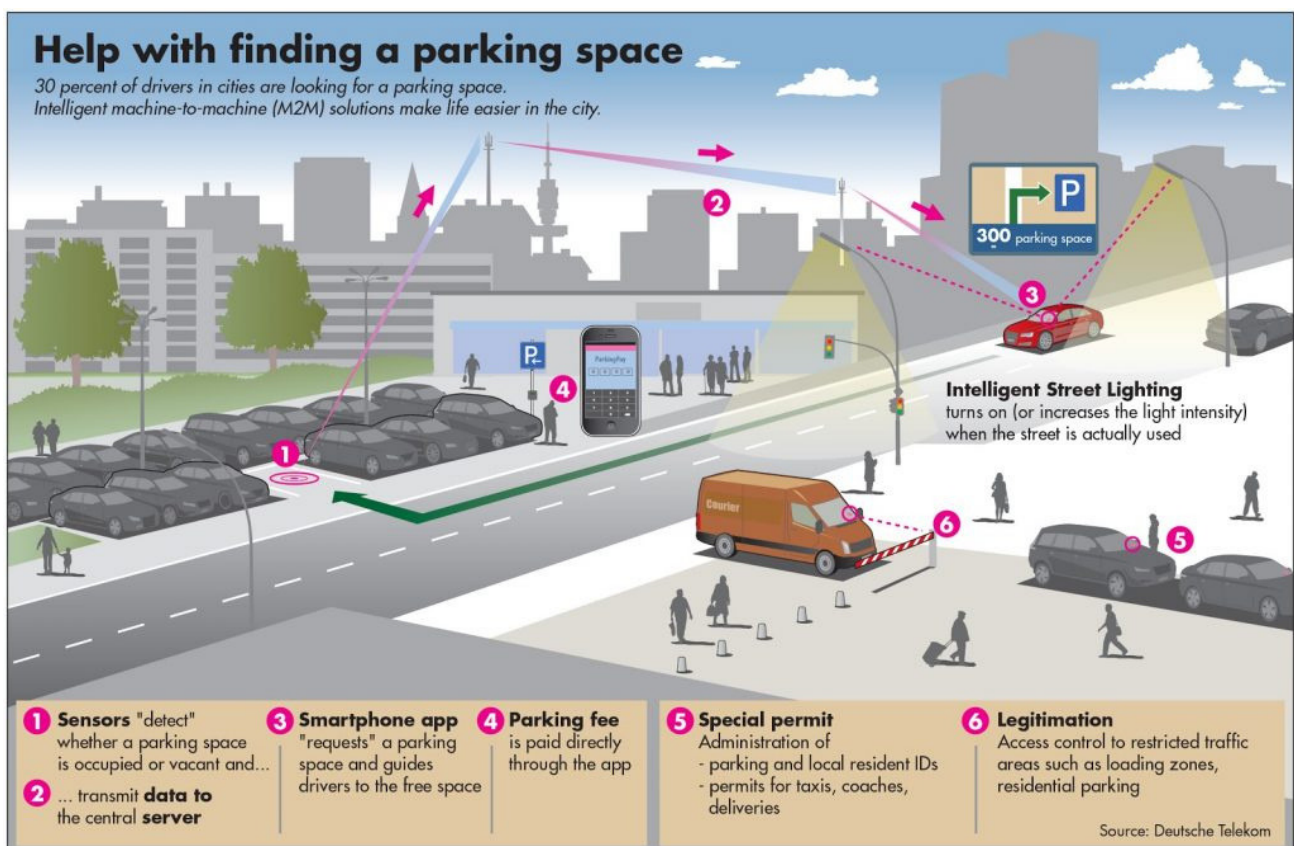 Help with finding a parking space
30 percent of drivers in cities are looking for a parking space.
Intelligent machine-to-machine (M2M) solutions make life easier in the city.
2
P
300 parking space
3
ParkingPay
P
4
Intelligent Street Lighting
turns on (or increases the light intensity)
when the street is actually used
1
Courier
6
5
1 Sensors "detect"
whether a parking space
is occupied or vacant and...
2 ... transmit data to
the central server
3 Smartphone app
"requests" a parking
space and guides
drivers to the free space
4 Parking fee
is paid directly
through the app
5 Special permit
Administration of
- parking and local resident IDs
- permits for taxis, coaches,
deliveries
6 Legitimation
Access control to restricted traffic
areas such as loading zones,
residential parking
Source: Deutsche Telekom